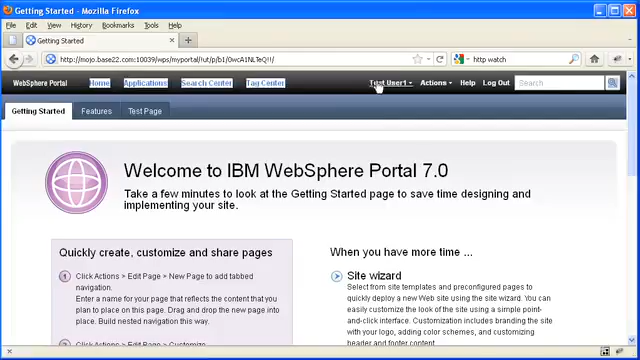 Getting Started - Mozilla Firefox
File Edit View History Bookmarks Tools Help
Getting Started
http://mojo.base22.com:10039/wps/myportal/!ut/p/b1/0wcA1NLTeQ!!/
http watch
WebSphere Portal Home Applications Search Center Tag Center Test User1 Actions Help Log Out Search
Getting Started Features Test Page
Welcome to IBM WebSphere Portal 7.0
Take a few minutes to look at the Getting Started page to save time designing and
implementing your site.
Quickly create, customize and share pages
1 Click Actions > Edit Page > New Page to add tabbed
navigation.
Enter a name for your page that reflects the content that
you plan to place on this page. Drag and drop the new page into
place. Build nested navigation this way.
2 Click Actions > Edit Page > Customize
When you have more time ...
Site wizard
Select from site templates and preconfigured pages to
quickly deploy a new Web site using the site wizard. You can
easily customize the look of the site using a simple point-
and-click interface. Customization includes branding the site
with your logo, adding color schemes, and customizing
header and footer content.